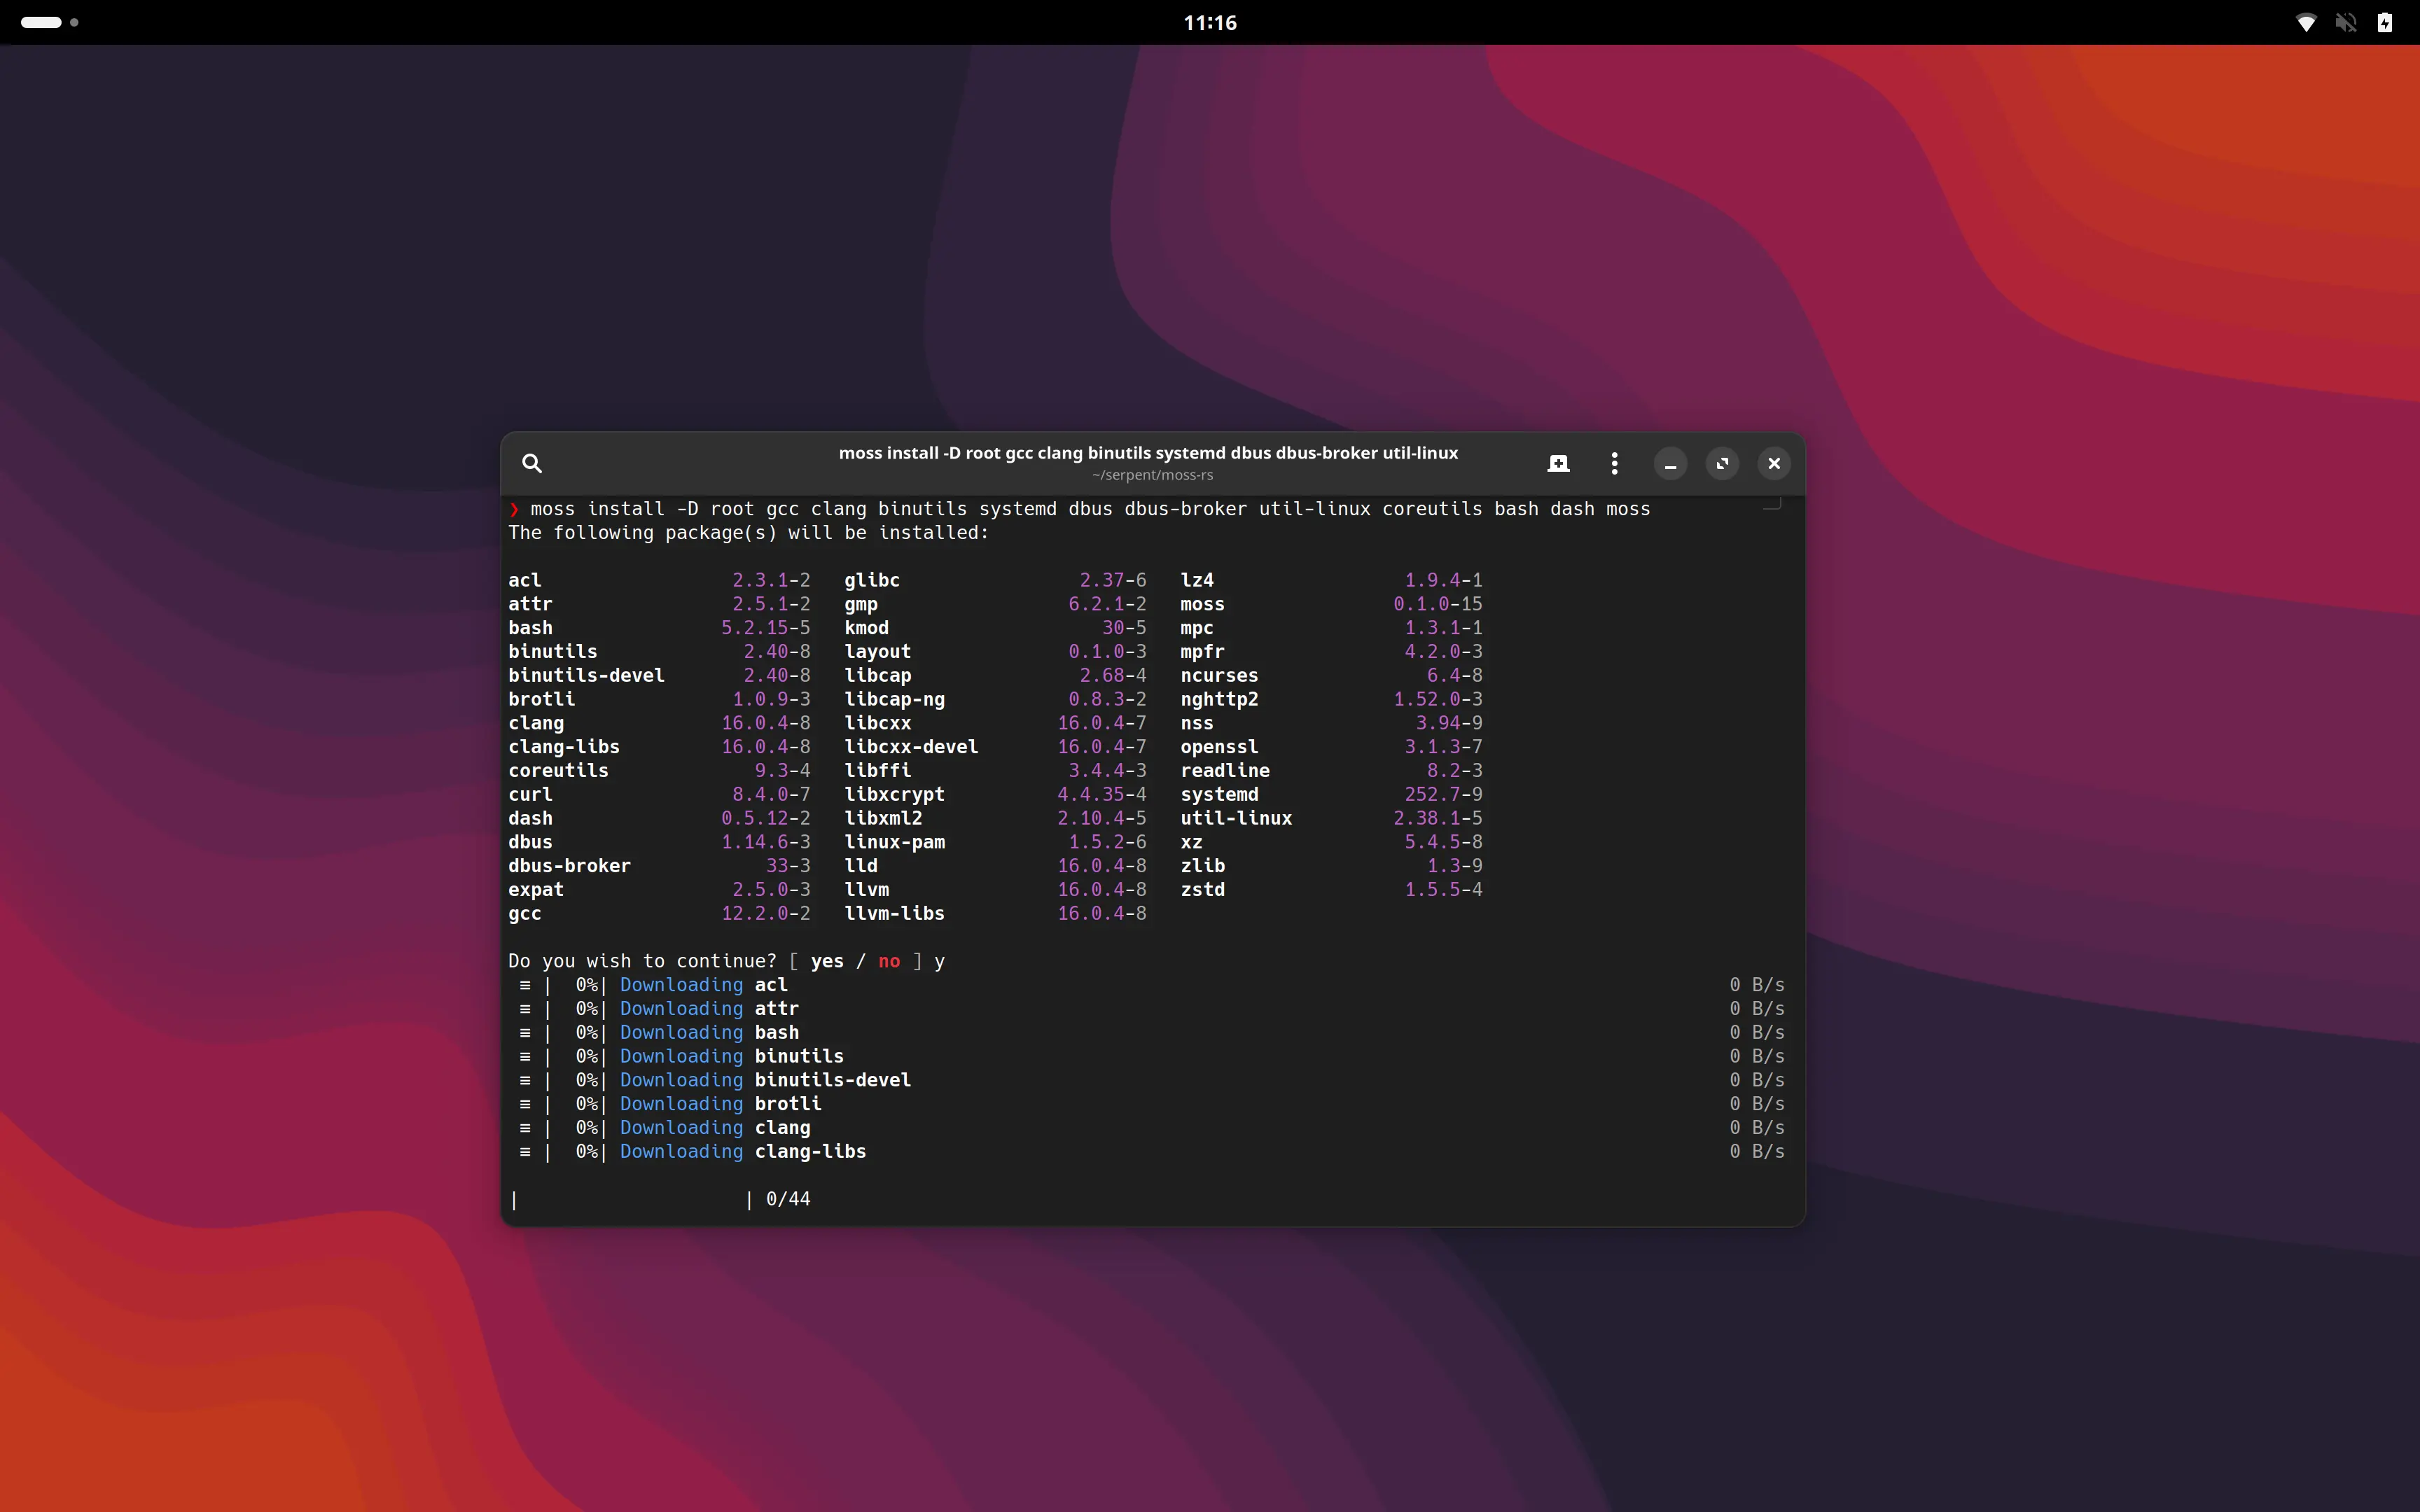 11:16
moss install -D root gcc clang binutils systemd dbus dbus-broker util-linux
~/serpent/moss-rs
❯ moss install -D root gcc clang binutils systemd dbus dbus-broker util-linux coreutils bash dash moss
The following package(s) will be installed:
acl 2.3.1-2 glibc 2.37-6 lz4 1.9.4-1
attr 2.5.1-2 gmp 6.2.1-2 moss 0.1.0-15
bash 5.2.15-5 kmod 30-5 mpc 1.3.1-1
binutils 2.40-8 layout 0.1.0-3 mpfr 4.2.0-3
binutils-devel 2.40-8 libcap 2.68-4 ncurses 6.4-8
brotli 1.0.9-3 libcap-ng 0.8.3-2 nghttp2 1.52.0-3
clang 16.0.4-8 libcxx 16.0.4-7 nss 3.94-9
clang-libs 16.0.4-8 libcxx-devel 16.0.4-7 openssl 3.1.3-7
coreutils 9.3-4 libffi 3.4.4-3 readline 8.2-3
curl 8.4.0-7 libxcrypt 4.4.35-4 systemd 252.7-9
dash 0.5.12-2 libxml2 2.10.4-5 util-linux 2.38.1-5
dbus 1.14.6-3 linux-pam 1.5.2-6 xz 5.4.5-8
dbus-broker 33-3 lld 16.0.4-8 zlib 1.3-9
expat 2.5.0-3 llvm 16.0.4-8 zstd 1.5.5-4
gcc 12.2.0-2 llvm-libs 16.0.4-8
Do you wish to continue? [ yes / no ] y
≡ | 0%| Downloading acl 0 B/s
≡ | 0%| Downloading attr 0 B/s
≡ | 0%| Downloading bash 0 B/s
≡ | 0%| Downloading binutils 0 B/s
≡ | 0%| Downloading binutils-devel 0 B/s
≡ | 0%| Downloading brotli 0 B/s
≡ | 0%| Downloading clang 0 B/s
≡ | 0%| Downloading clang-libs 0 B/s
| | 0/44